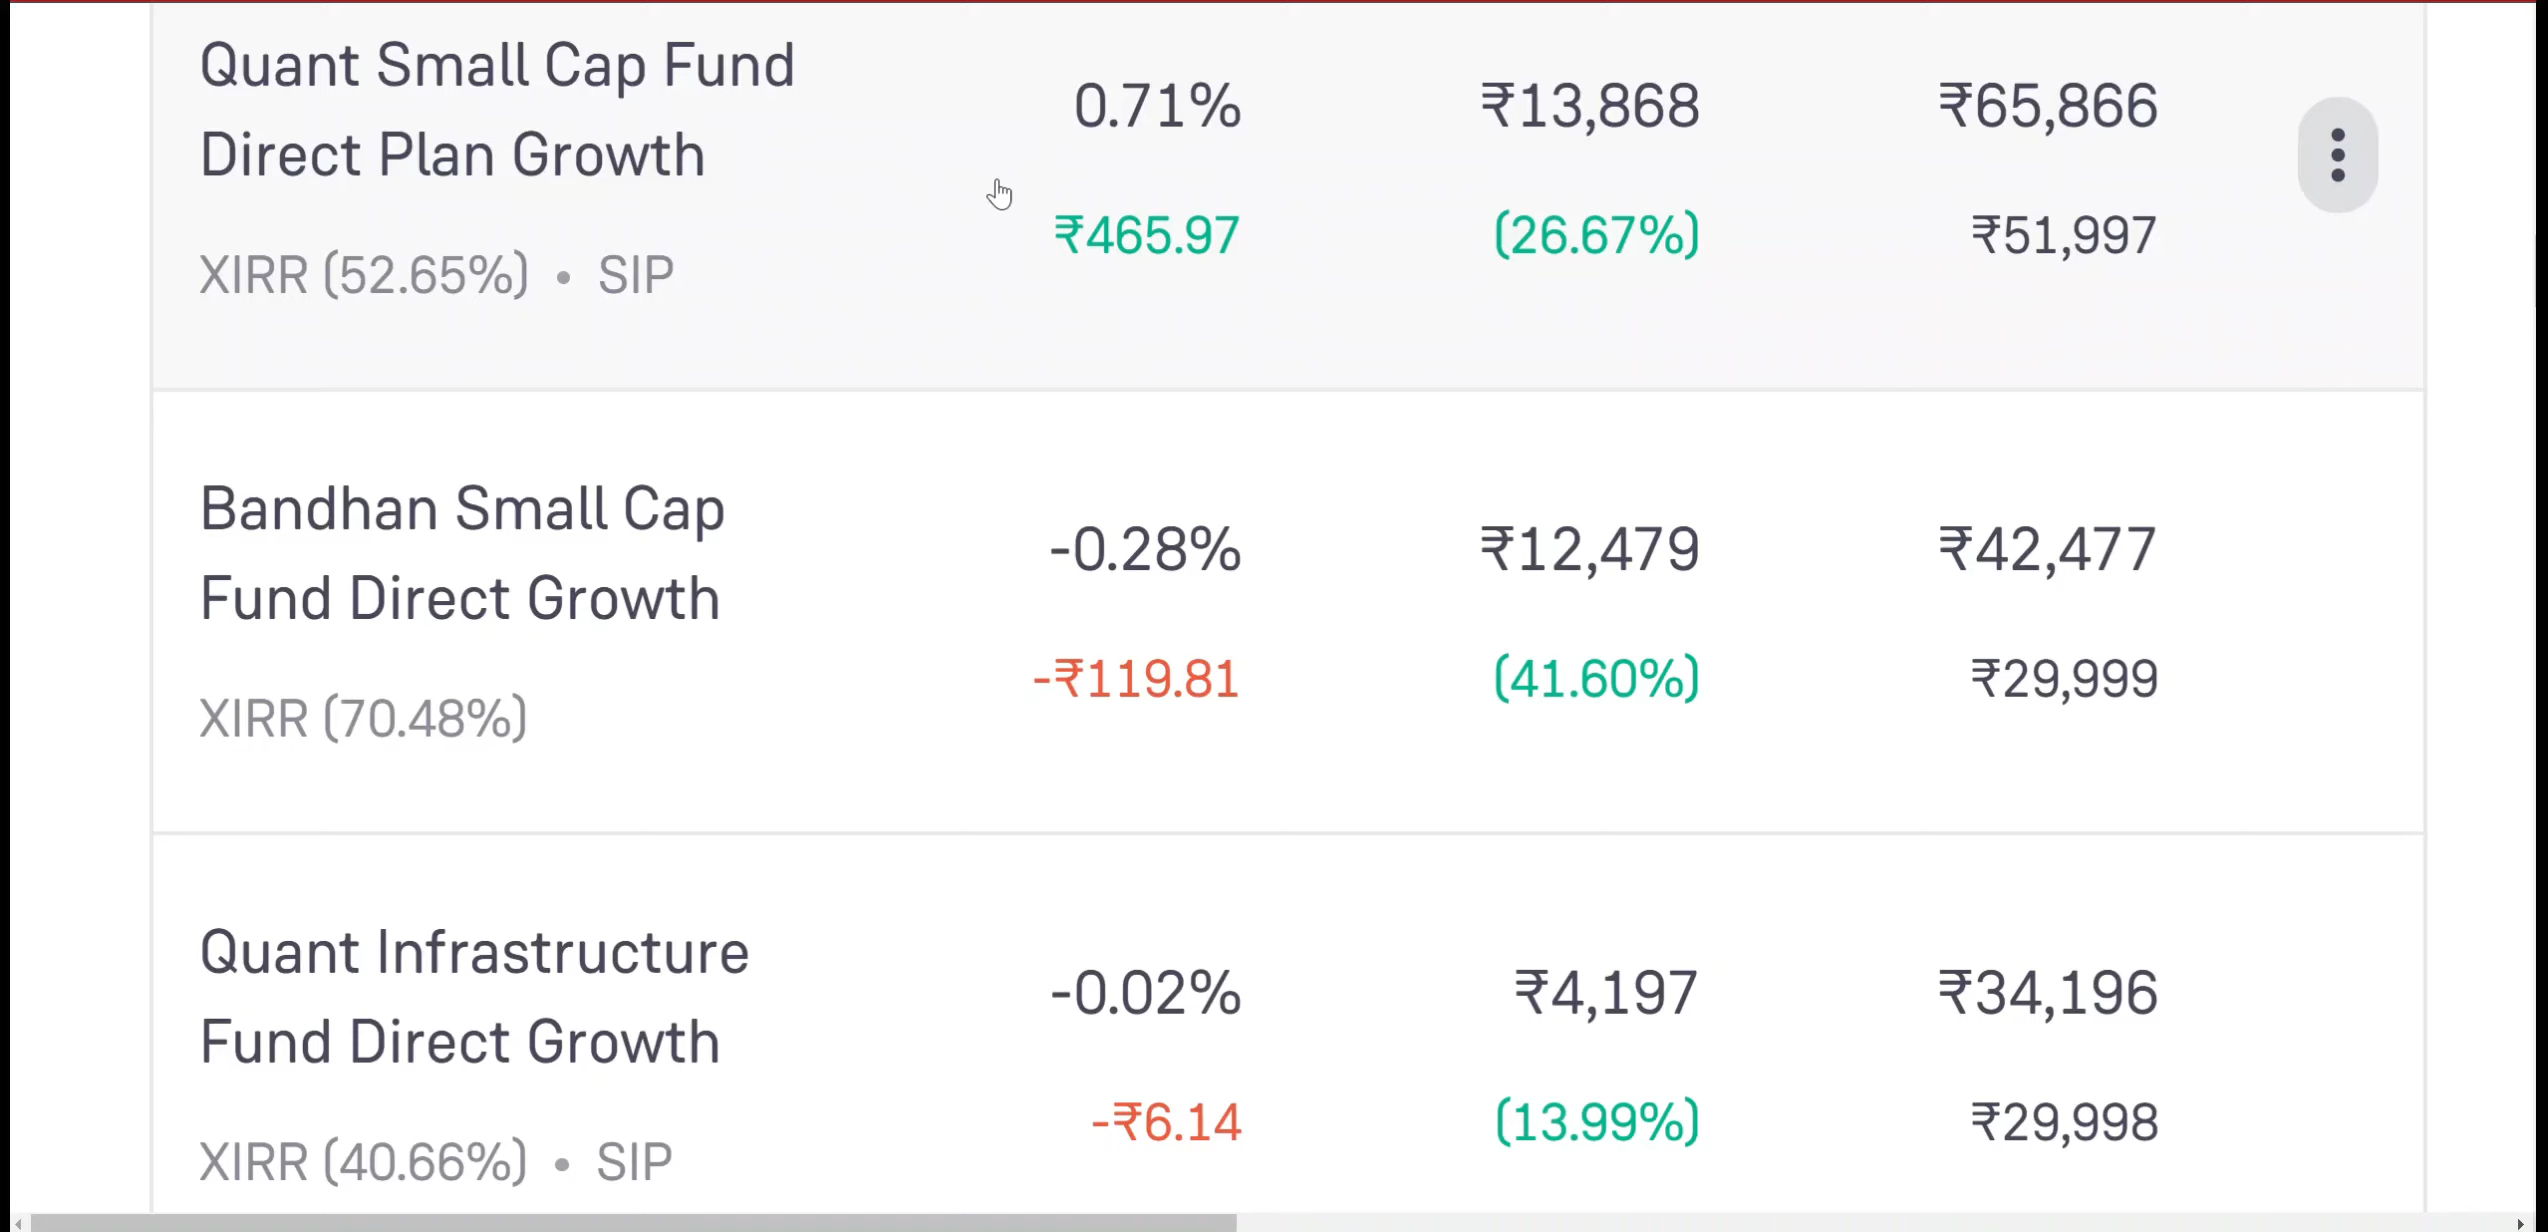 Quant Small Cap Fund
Direct Plan Growth
XIRR (52.65%) • SIP
0.71%
₹465.97
₹13,868
(26.67%)
₹65,866
₹51,997
Bandhan Small Cap
Fund Direct Growth
XIRR (70.48%)
-0.28%
-₹119.81
₹12,479
(41.60%)
₹42,477
₹29,999
Quant Infrastructure
Fund Direct Growth
XIRR (40.66%) • SIP
-0.02%
-₹6.14
₹4,197
(13.99%)
₹34,196
₹29,998